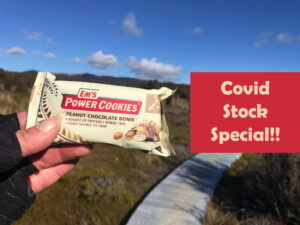 EM'S
POWER COOKIES
PEANUT CHOCOLATE BOMB
Covid
Stock
Special!!